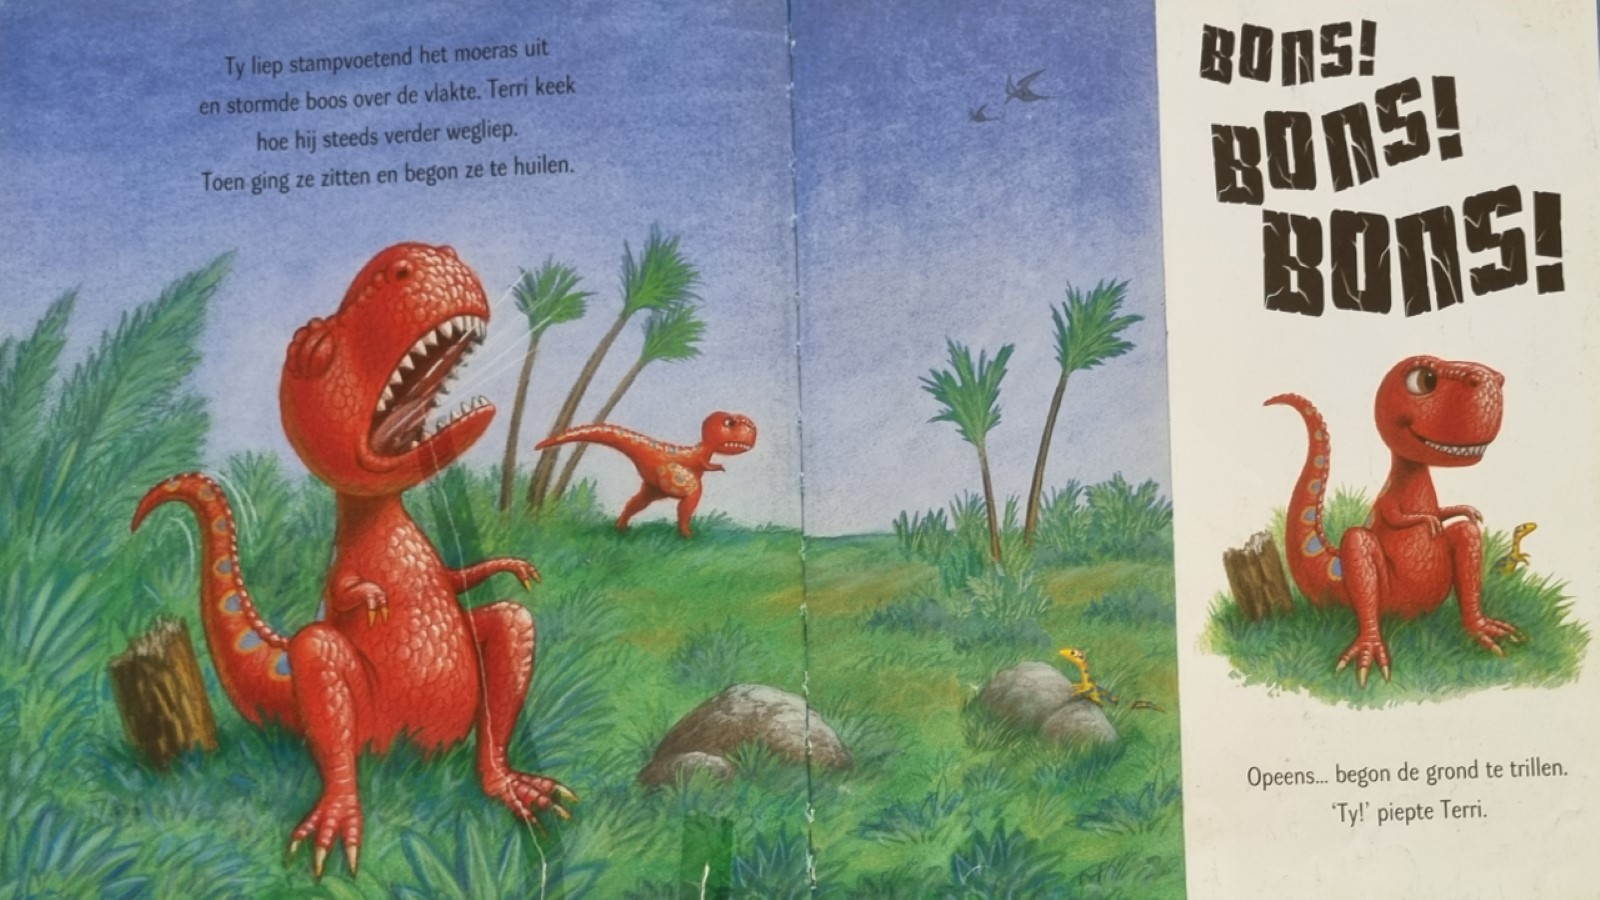 Ty liep stampvoetend het moeras uit
en stormde boos over de vlakte. Terri keek
hoe hij steeds verder wegliep.
Toen ging ze zitten en begon ze te huilen.
BONS!
BONS!
BONS!
Opeens... begon de grond te trillen.
‘Ty!’ piepte Terri.